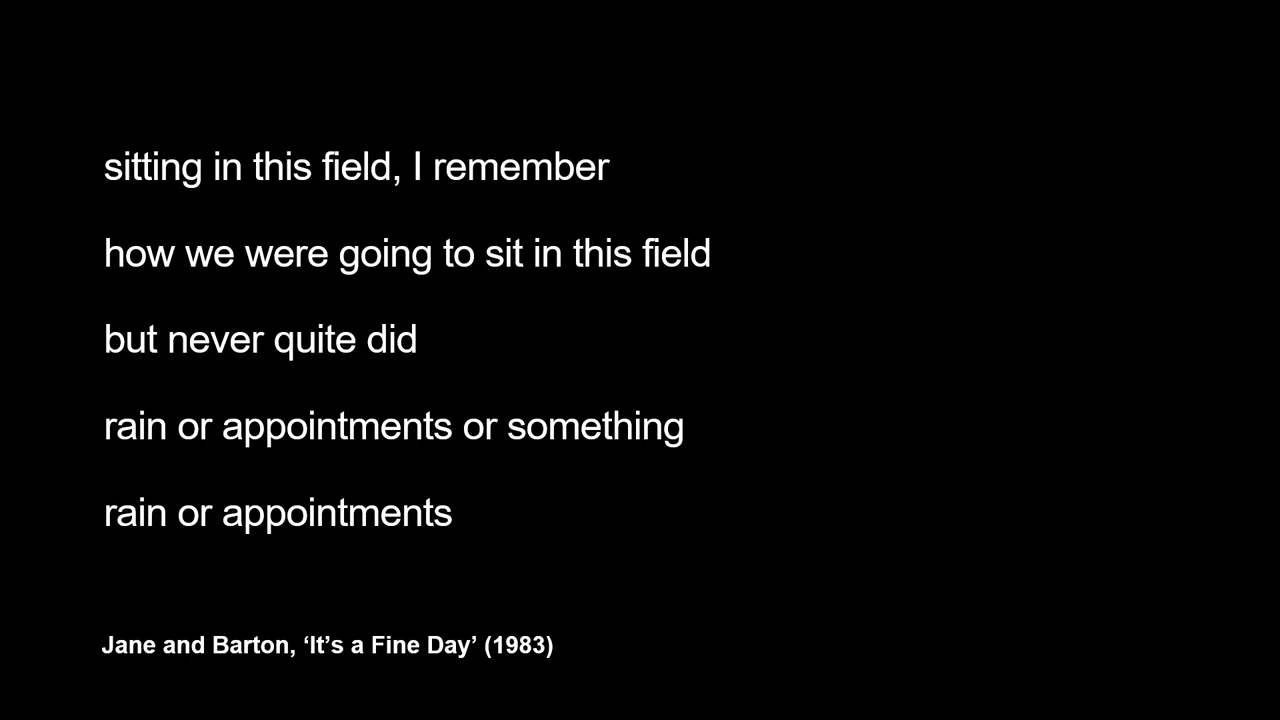 sitting in this field, I remember
how we were going to sit in this field
but never quite did
rain or appointments or something
rain or appointments
Jane and Barton, ‘It’s a Fine Day’ (1983)